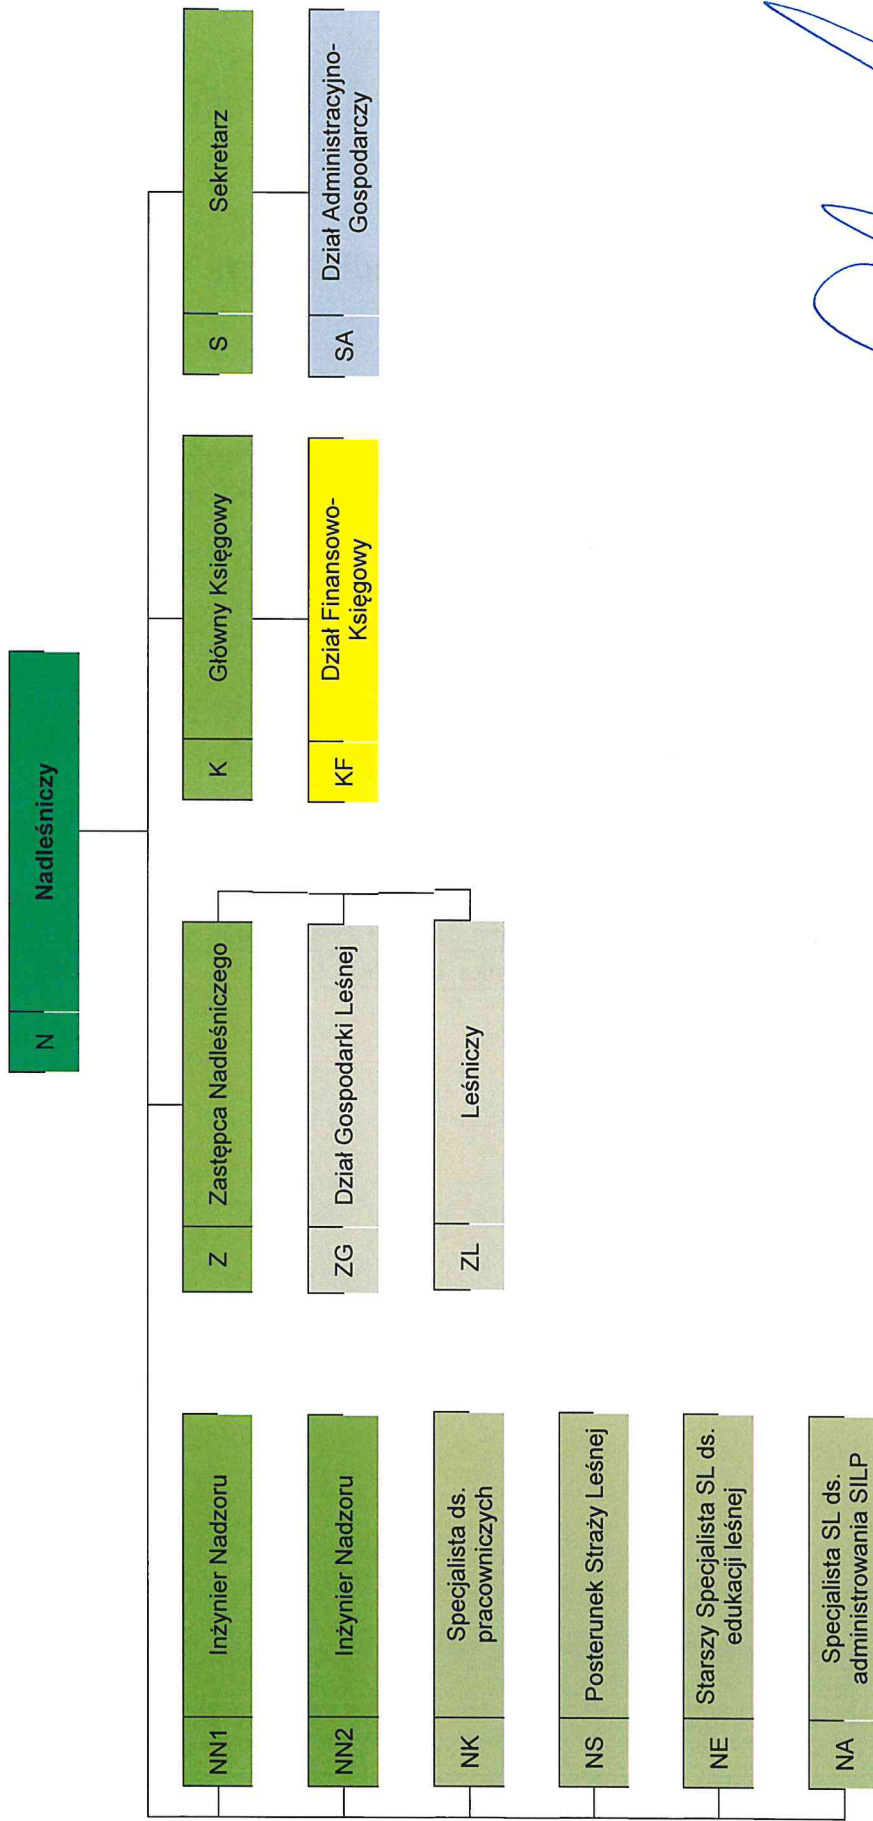 N
Nadleśniczy
NN1
Inżynier Nadzoru
NN2
Inżynier Nadzoru
NK
Specjalista ds.
pracowniczych
NS
Posterunek Straży Leśnej
NE
Starszy Specjalista SL ds.
edukacji leśnej
NA
Specjalista SL ds.
administrowania SILP
Z
Zastępca Nadleśniczego
ZG
Dział Gospodarki Leśnej
ZL
Leśniczy
K
Główny Księgowy
KF
Dział Finansowo-
Księgowy
S
Sekretarz
SA
Dział Administracyjno-
Gospodarczy